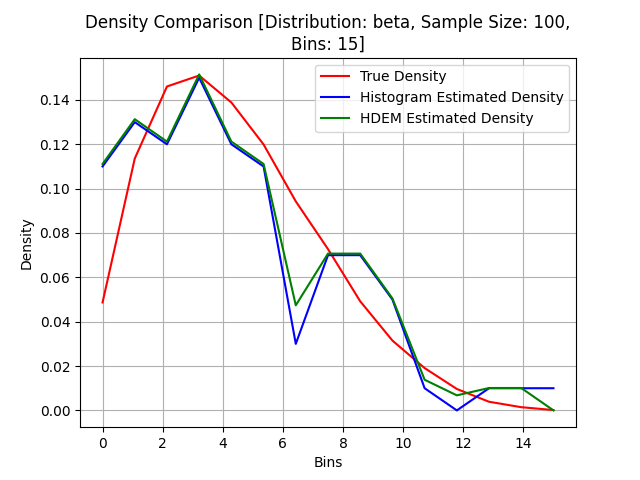 Density Comparison [Distribution: beta, Sample Size: 100,
Bins: 15]
True Density
Histogram Estimated Density
HDEM Estimated Density
Density
0.14
0.12
0.10
0.08
0.06
0.04
0.02
0.00
0 2 4 6 8 10 12 14
Bins